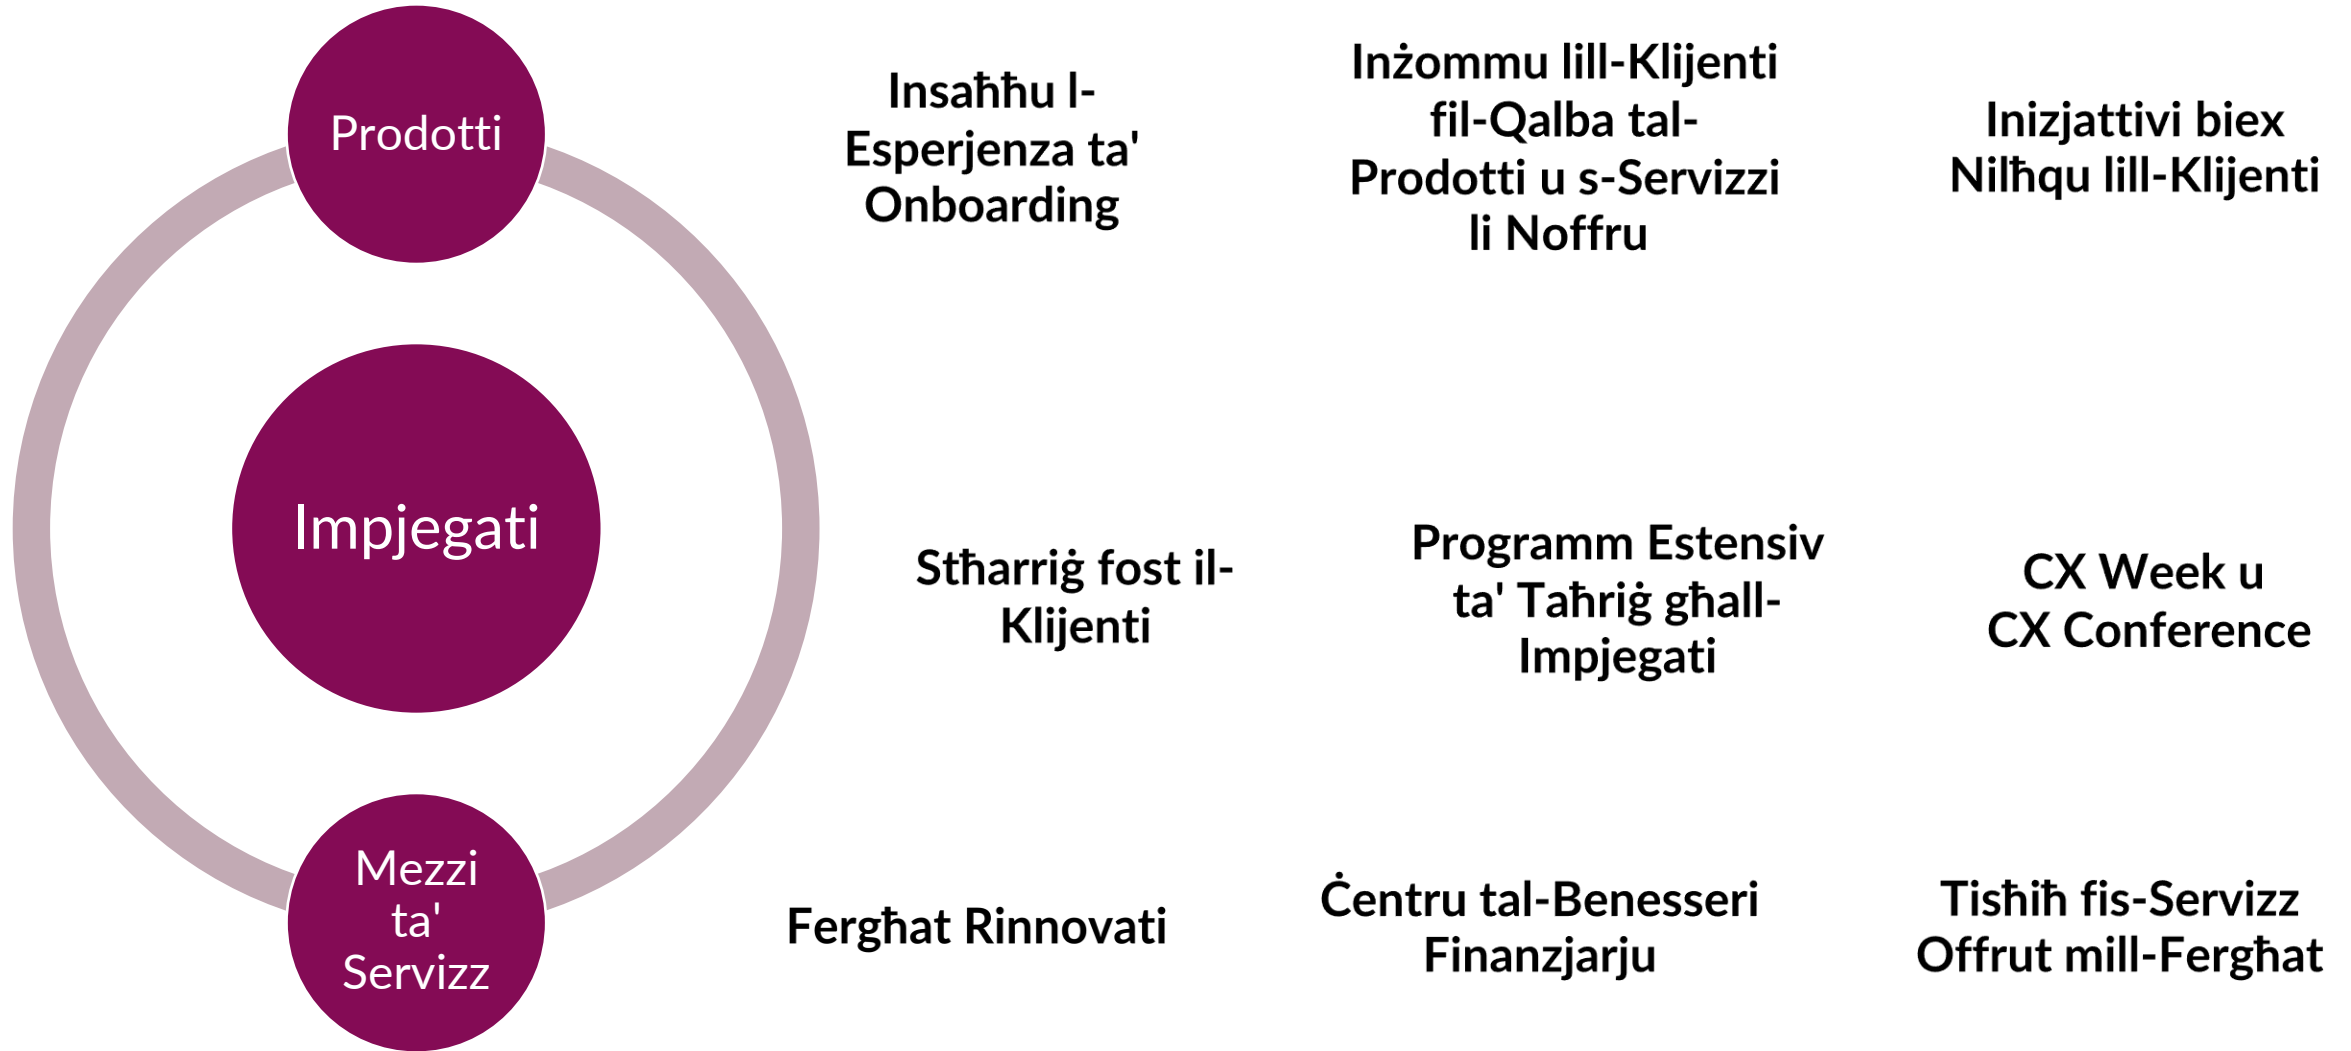 Prodotti
Insaħħu l-
Esperjenza ta'
Onboarding
Inżommu lill-Klijenti
fil-Qalba tal-
Prodotti u s-Servizzi
li Noffru
Inizjattivi biex
Nilħqu lill-Klijenti
Impjegati
Stħarriġ fost il-
Klijenti
Programm Estensiv
ta' Taħriġ għall-
Impjegati
CX Week u
CX Conference
Mezzi
ta'
Servizz
Fergħat Rinnovati
Ċentru tal-Benesseri
Finanzjarju
Tisħiħ fis-Servizz
Offrut mill-Fergħat